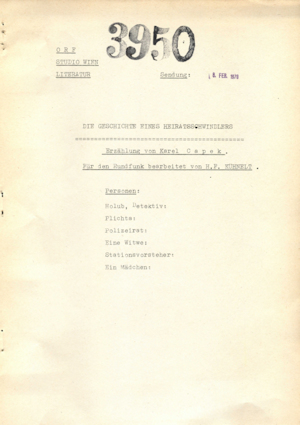 3950
O R F
STUDIO WIEN
LITERATUR
Sendung: 6. FEB. 1970
DIE GESCHICHTE EINES HEIRATSSCHWINDLERS
Erzählung von Karel C a p e k .
Für den Rundfunk bearbeitet von H.F. KÜHNELT .
Personen:
Holub, Detektiv:
Plichta:
Polizeirat:
Eine Witwe:
Stationsvorsteher:
Ein Mädchen: